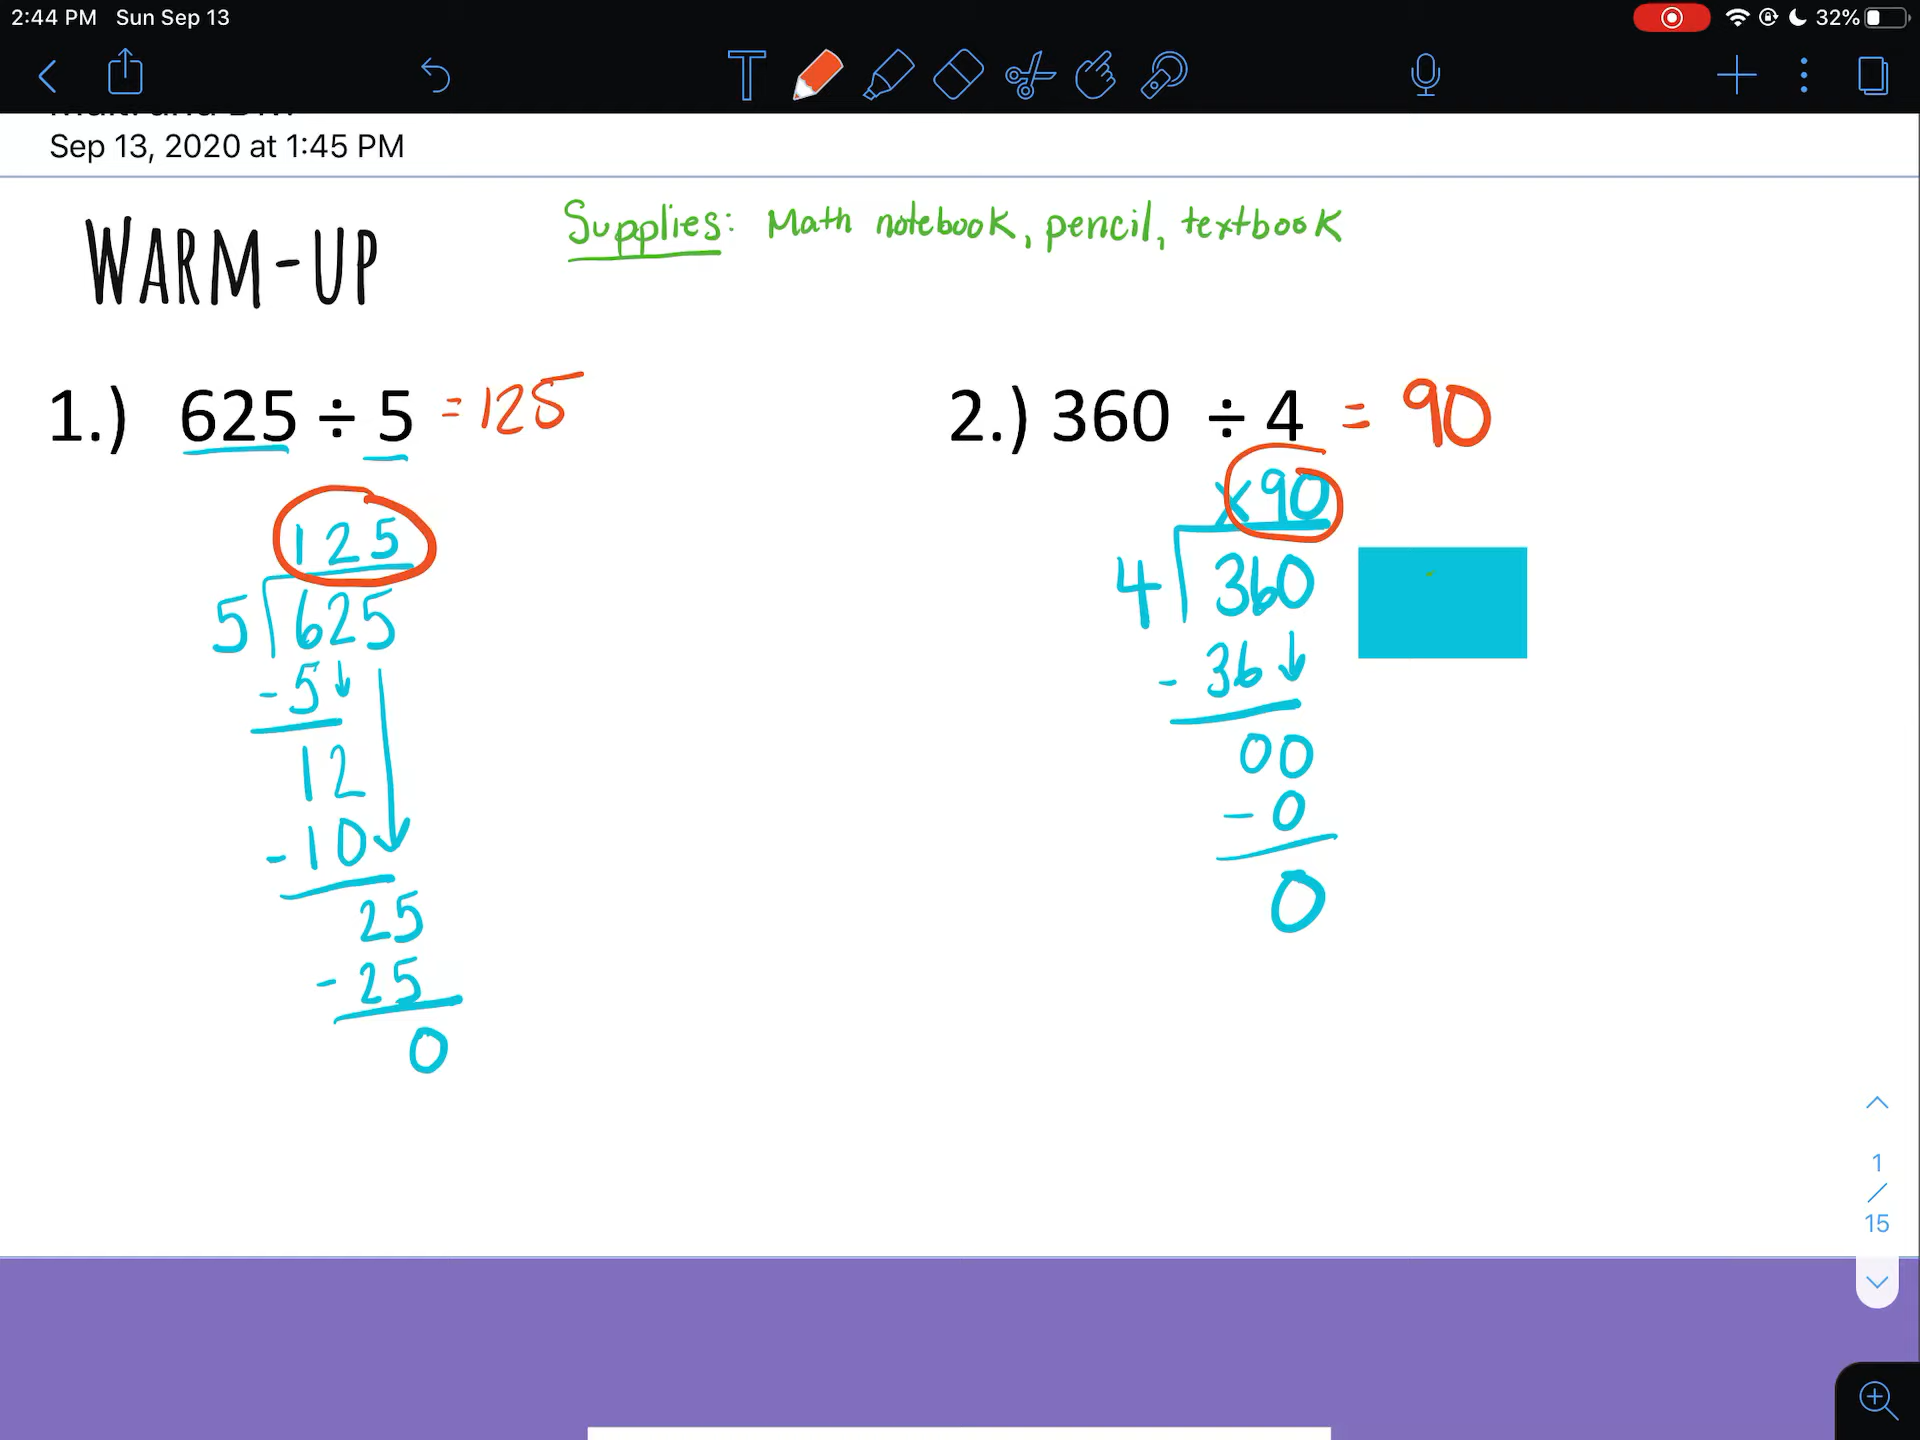 2:44 PM Sun Sep 13
32%
Sep 13, 2020 at 1:45 PM
WARM-UP
Supplies: Math notebook, pencil, textbook
1.) 625 ÷ 5 = 125
125
5 625
- 5
12
- 10
25
- 25
0
2.) 360 ÷ 4 = 90
x90
4 360
- 36
00
- 0
0
1
/
15